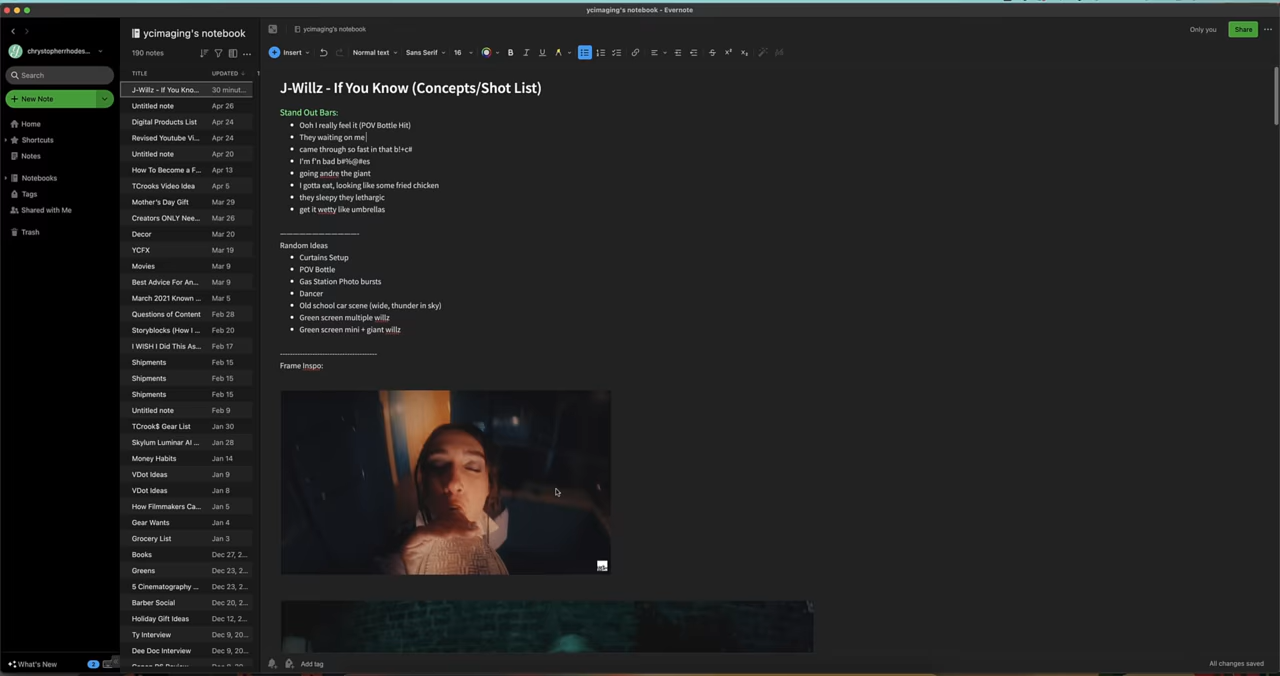 ycimaging's notebook - Evernote
chrystopherrhodes...
Search
New Note
Home
Shortcuts
Notes
Notebooks
Tags
Shared with Me
Trash
What's New
2
ycimaging's notebook
190 notes
TITLE UPDATED
J-Willz - If You Kno... 30 minut...
Untitled note Apr 26
Digital Products List Apr 24
Revised Youtube Vi... Apr 24
Untitled note Apr 20
How To Become a F... Apr 13
TCrooks Video Idea Apr 5
Mother's Day Gift Mar 29
Creators ONLY Nee... Mar 26
Decor Mar 20
YCFX Mar 19
Movies Mar 9
Best Advice For An... Mar 9
March 2021 Known ... Mar 5
Questions of Content Feb 28
Storyblocks (How I ... Feb 20
I WISH I Did This As... Feb 17
Shipments Feb 15
Shipments Feb 15
Shipments Feb 15
Untitled note Feb 9
TCrook$ Gear List Jan 30
Skylum Luminar AI ... Jan 28
Money Habits Jan 14
VDot Ideas Jan 9
VDot Ideas Jan 8
How Filmmakers Ca... Jan 5
Gear Wants Jan 4
Grocery List Jan 3
Books Dec 27, 2...
Greens Dec 23, 2...
5 Cinematography ... Dec 23, 2...
Barber Social Dec 20, 2...
Holiday Gift Ideas Dec 12, 2...
Ty Interview Dec 9, 20...
Dee Doc Interview Dec 9, 20...
ycimaging's notebook
Only you
Share
Insert Normal text Sans Serif 16 B I U A
J-Willz - If You Know (Concepts/Shot List)
Stand Out Bars:
Ooh I really feel it (POV Bottle Hit)
They waiting on me
came through so fast in that b!+c#
I'm f'n bad b#%@#es
going andre the giant
I gotta eat, looking like some fried chicken
they sleepy they lethargic
get it wetty like umbrellas
Random Ideas
Curtains Setup
POV Bottle
Gas Station Photo bursts
Dancer
Old school car scene (wide, thunder in sky)
Green screen multiple willz
Green screen mini + giant willz
Frame Inspo:
Add tag
All changes saved